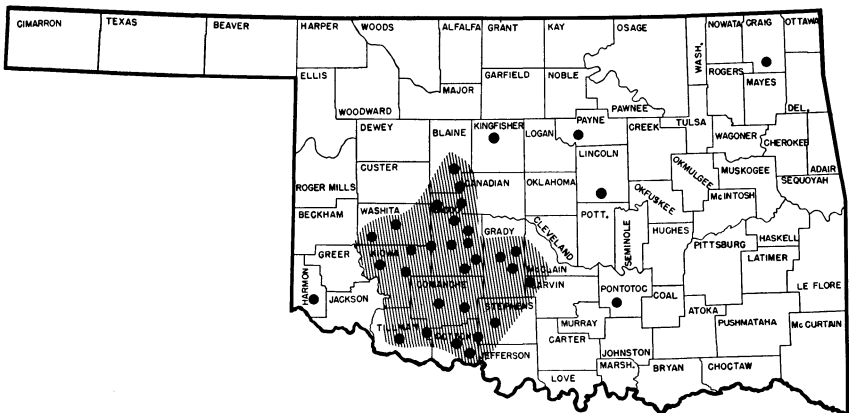 CIMARRON
TEXAS
BEAVER
HARPER
WOODS
ALFALFA
GRANT
KAY
OSAGE
WASH.
NOWATA
CRAIG
OTTAWA
ELLIS
WOODWARD
MAJOR
GARFIELD
NOBLE
PAWNEE
ROGERS
MAYES
DEL.
DEWEY
BLAINE
KINGFISHER
LOGAN
PAYNE
CREEK
TULSA
WAGONER
CHEROKEE
ADAIR
ROGER MILLS
CUSTER
CANADIAN
OKLAHOMA
LINCOLN
OKFUSKEE
OKMULGEE
MUSKOGEE
McINTOSH
SEQUOYAH
BECKHAM
WASHITA
GRADY
CLEVELAND
POTT.
SEMINOLE
HUGHES
PITTSBURG
HASKELL
LATIMER
LE FLORE
HARMON
GREER
KIOWA
COMANCHE
McCLAIN
GARVIN
PONTOTOC
COAL
ATOKA
PUSHMATAHA
McCURTAIN
JACKSON
TILLMAN
COTTON
STEPHENS
JEFFERSON
MURRAY
CARTER
JOHNSTON
MARSH.
LOVE
BRYAN
CHOCTAW